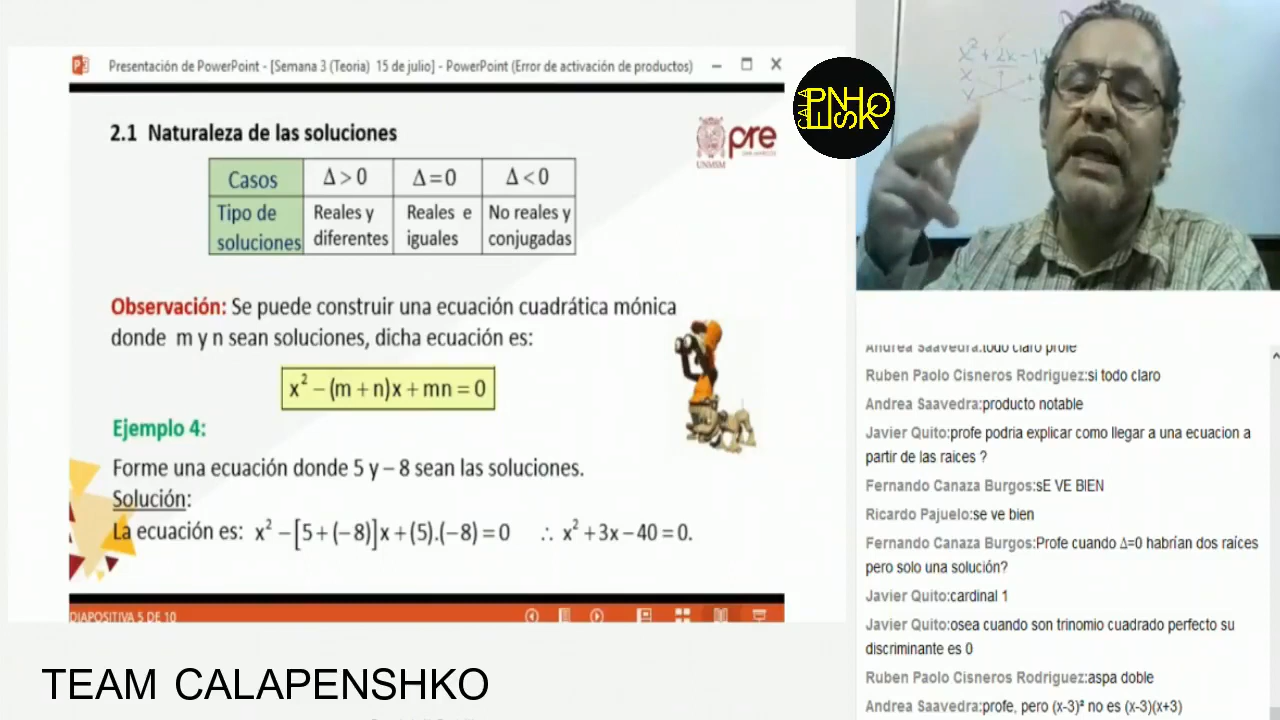 Presentación de PowerPoint - [Semana 3 (Teoria) 15 de julio] - PowerPoint (Error de activación de productos)
2.1 Naturaleza de las soluciones
UNMSM
pre
Casos Δ > 0 Δ = 0 Δ < 0
Tipo de soluciones Reales y diferentes Reales e iguales No reales y conjugadas
Observación: Se puede construir una ecuación cuadrática mónica
donde m y n sean soluciones, dicha ecuación es:
x² − (m + n)x + mn = 0
Ejemplo 4:
Forme una ecuación donde 5 y – 8 sean las soluciones.
Solución:
La ecuación es: x² − [5 + (−8)]x + (5).(−8) = 0 ∴ x² + 3x − 40 = 0.
DIAPOSITIVA 5 DE 10
TEAM CALAPENSHKO
CALA
PENSHKO
Andrea Saavedra:todo claro profe
Ruben Paolo Cisneros Rodriguez:si todo claro
Andrea Saavedra:producto notable
Javier Quito:profe podria explicar como llegar a una ecuacion a
partir de las raices ?
Fernando Canaza Burgos:sE VE BIEN
Ricardo Pajuelo:se ve bien
Fernando Canaza Burgos:Profe cuando Δ=0 habrían dos raíces
pero solo una solución?
Javier Quito:cardinal 1
Javier Quito:osea cuando son trinomio cuadrado perfecto su
discriminante es 0
Ruben Paolo Cisneros Rodriguez:aspa doble
Andrea Saavedra:profe, pero (x-3)² no es (x-3)(x+3)